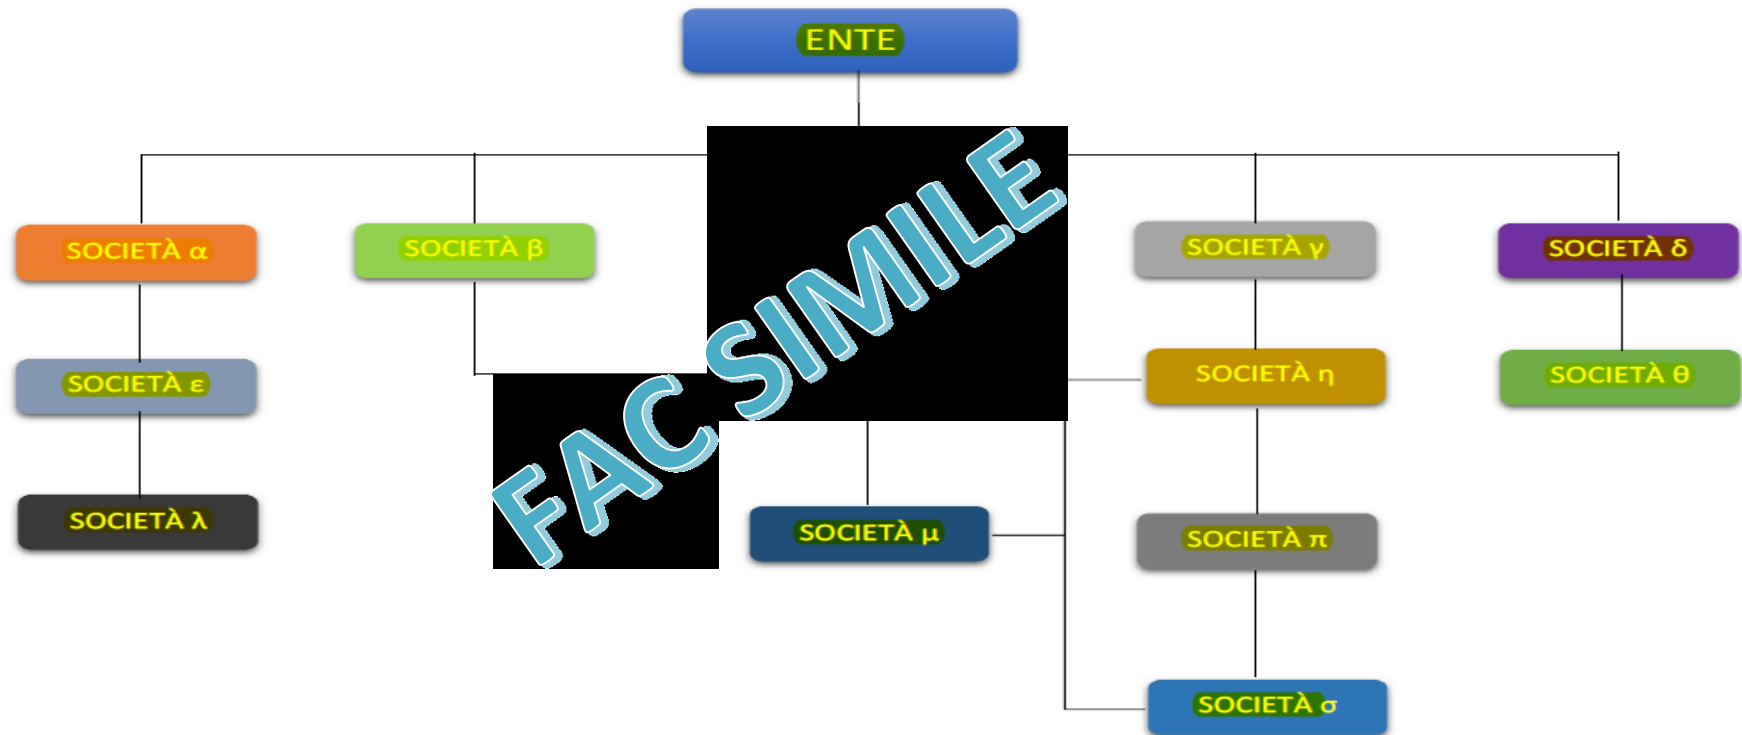 ENTE
SOCIETÀ α
SOCIETÀ β
SOCIETÀ γ
SOCIETÀ δ
SOCIETÀ ε
SOCIETÀ η
SOCIETÀ θ
FAC SIMILE
SOCIETÀ λ
SOCIETÀ μ
SOCIETÀ π
SOCIETÀ σ